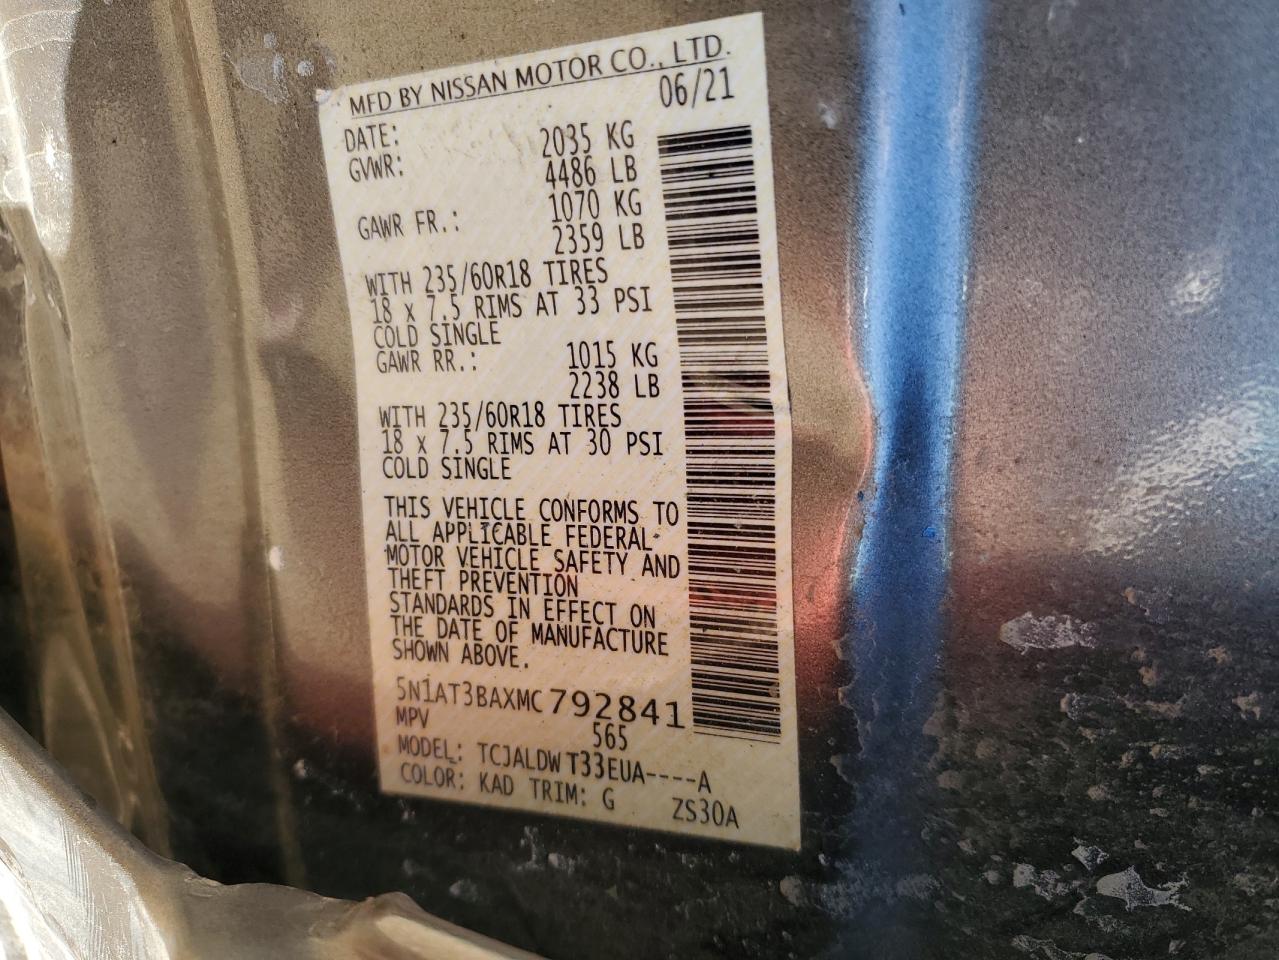 MFD BY NISSAN MOTOR CO., LTD.
DATE: 06/21
GVWR: 2035 KG
4486 LB
GAWR FR.: 1070 KG
2359 LB
WITH 235/60R18 TIRES
18 X 7.5 RIMS AT 33 PSI
COLD SINGLE
GAWR RR.: 1015 KG
2238 LB
WITH 235/60R18 TIRES
18 X 7.5 RIMS AT 30 PSI
COLD SINGLE
THIS VEHICLE CONFORMS TO
ALL APPLICABLE FEDERAL
MOTOR VEHICLE SAFETY AND
THEFT PREVENTION
STANDARDS IN EFFECT ON
THE DATE OF MANUFACTURE
SHOWN ABOVE.
5N1AT3BAXMC792841
MPV 565
MODEL: TCJALDWT33EUA----A
COLOR: KAD TRIM: G ZS30A